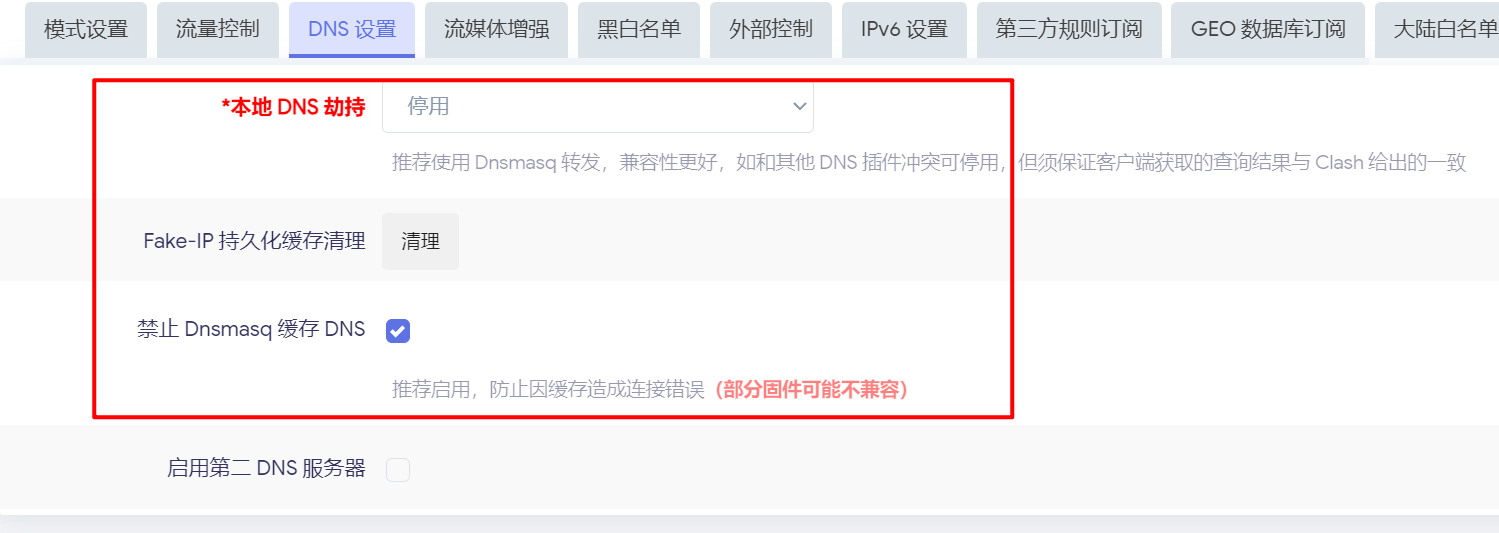 模式设置 流量控制 DNS 设置 流媒体增强 黑白名单 外部控制 IPv6 设置 第三方规则订阅 GEO 数据库订阅 大陆白名单
*本地 DNS 劫持 停用
推荐使用 Dnsmasq 转发，兼容性更好，如和其他 DNS 插件冲突可停用，但须保证客户端获取的查询结果与 Clash 给出的一致
Fake-IP 持久化缓存清理 清理
禁止 Dnsmasq 缓存 DNS
推荐启用，防止因缓存造成连接错误（部分固件可能不兼容）
启用第二 DNS 服务器